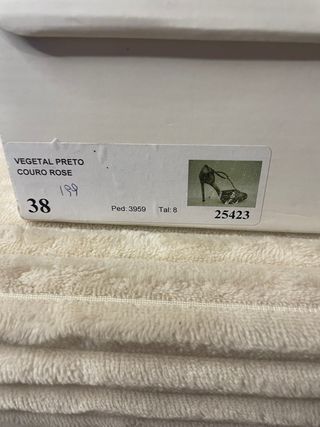 VEGETAL PRETO
COURO ROSE
199
38
Ped: 3959 Tal: 8
25423